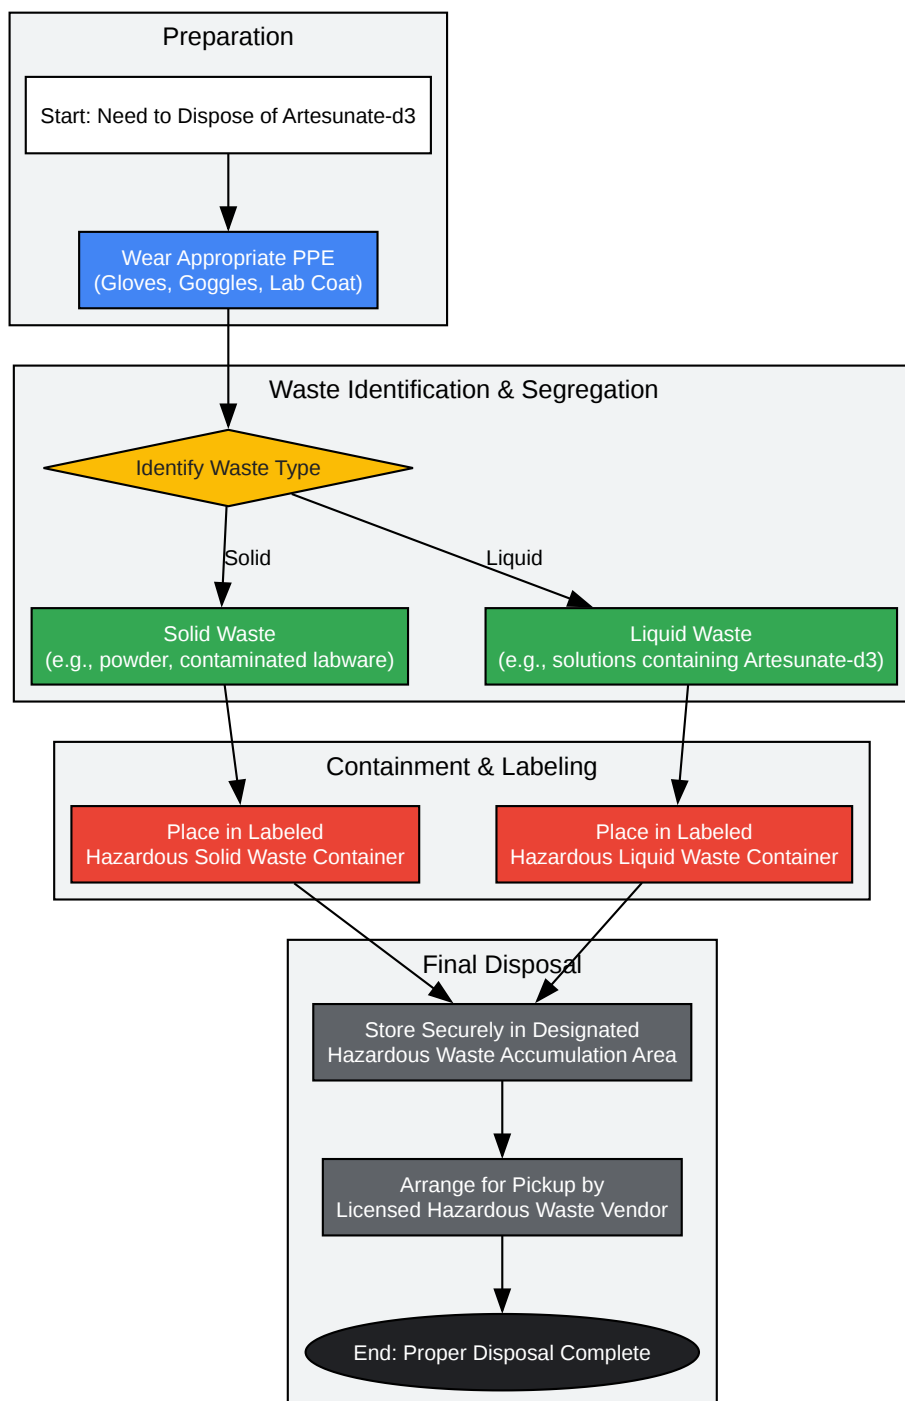 Preparation
Start: Need to Dispose of Artesunate-d3
Wear Appropriate PPE
(Gloves, Goggles, Lab Coat)
Waste Identification & Segregation
Identify Waste Type
Solid
Liquid
Solid Waste
(e.g., powder, contaminated labware)
Liquid Waste
(e.g., solutions containing Artesunate-d3)
Containment & Labeling
Place in Labeled
Hazardous Solid Waste Container
Place in Labeled
Hazardous Liquid Waste Container
Final Disposal
Store Securely in Designated
Hazardous Waste Accumulation Area
Arrange for Pickup by
Licensed Hazardous Waste Vendor
End: Proper Disposal Complete